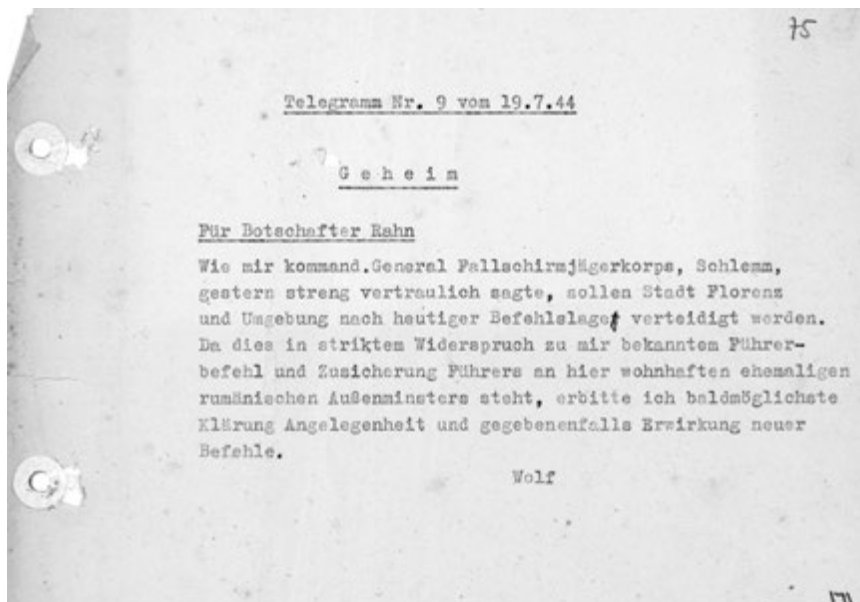 75
Telegramm Nr. 9 vom 19.7.44
Geheim
Für Botschafter Rahn
Wie mir kommand.General Fallschirmjägerkorps, Schlemm,
gestern streng vertraulich sagte, sollen Stadt Florenz
und Umgebung nach heutiger Befehlslage verteidigt werden.
Da dies in striktem Widerspruch zu mir bekanntem Führer-
befehl und Zusicherung Führers an hier wohnhaften ehemaligen
rumänischen Außenminsters steht, erbitte ich baldmöglichste
Klärung Angelegenheit und gegebenenfalls Erwirkung neuer
Befehle.
Wolf